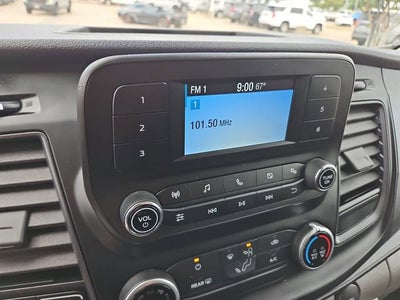 FM 1 9:00 67°
1
4
1
2
5
101.50 MHz
3
6
VOL
TUNE
REAR
A/C